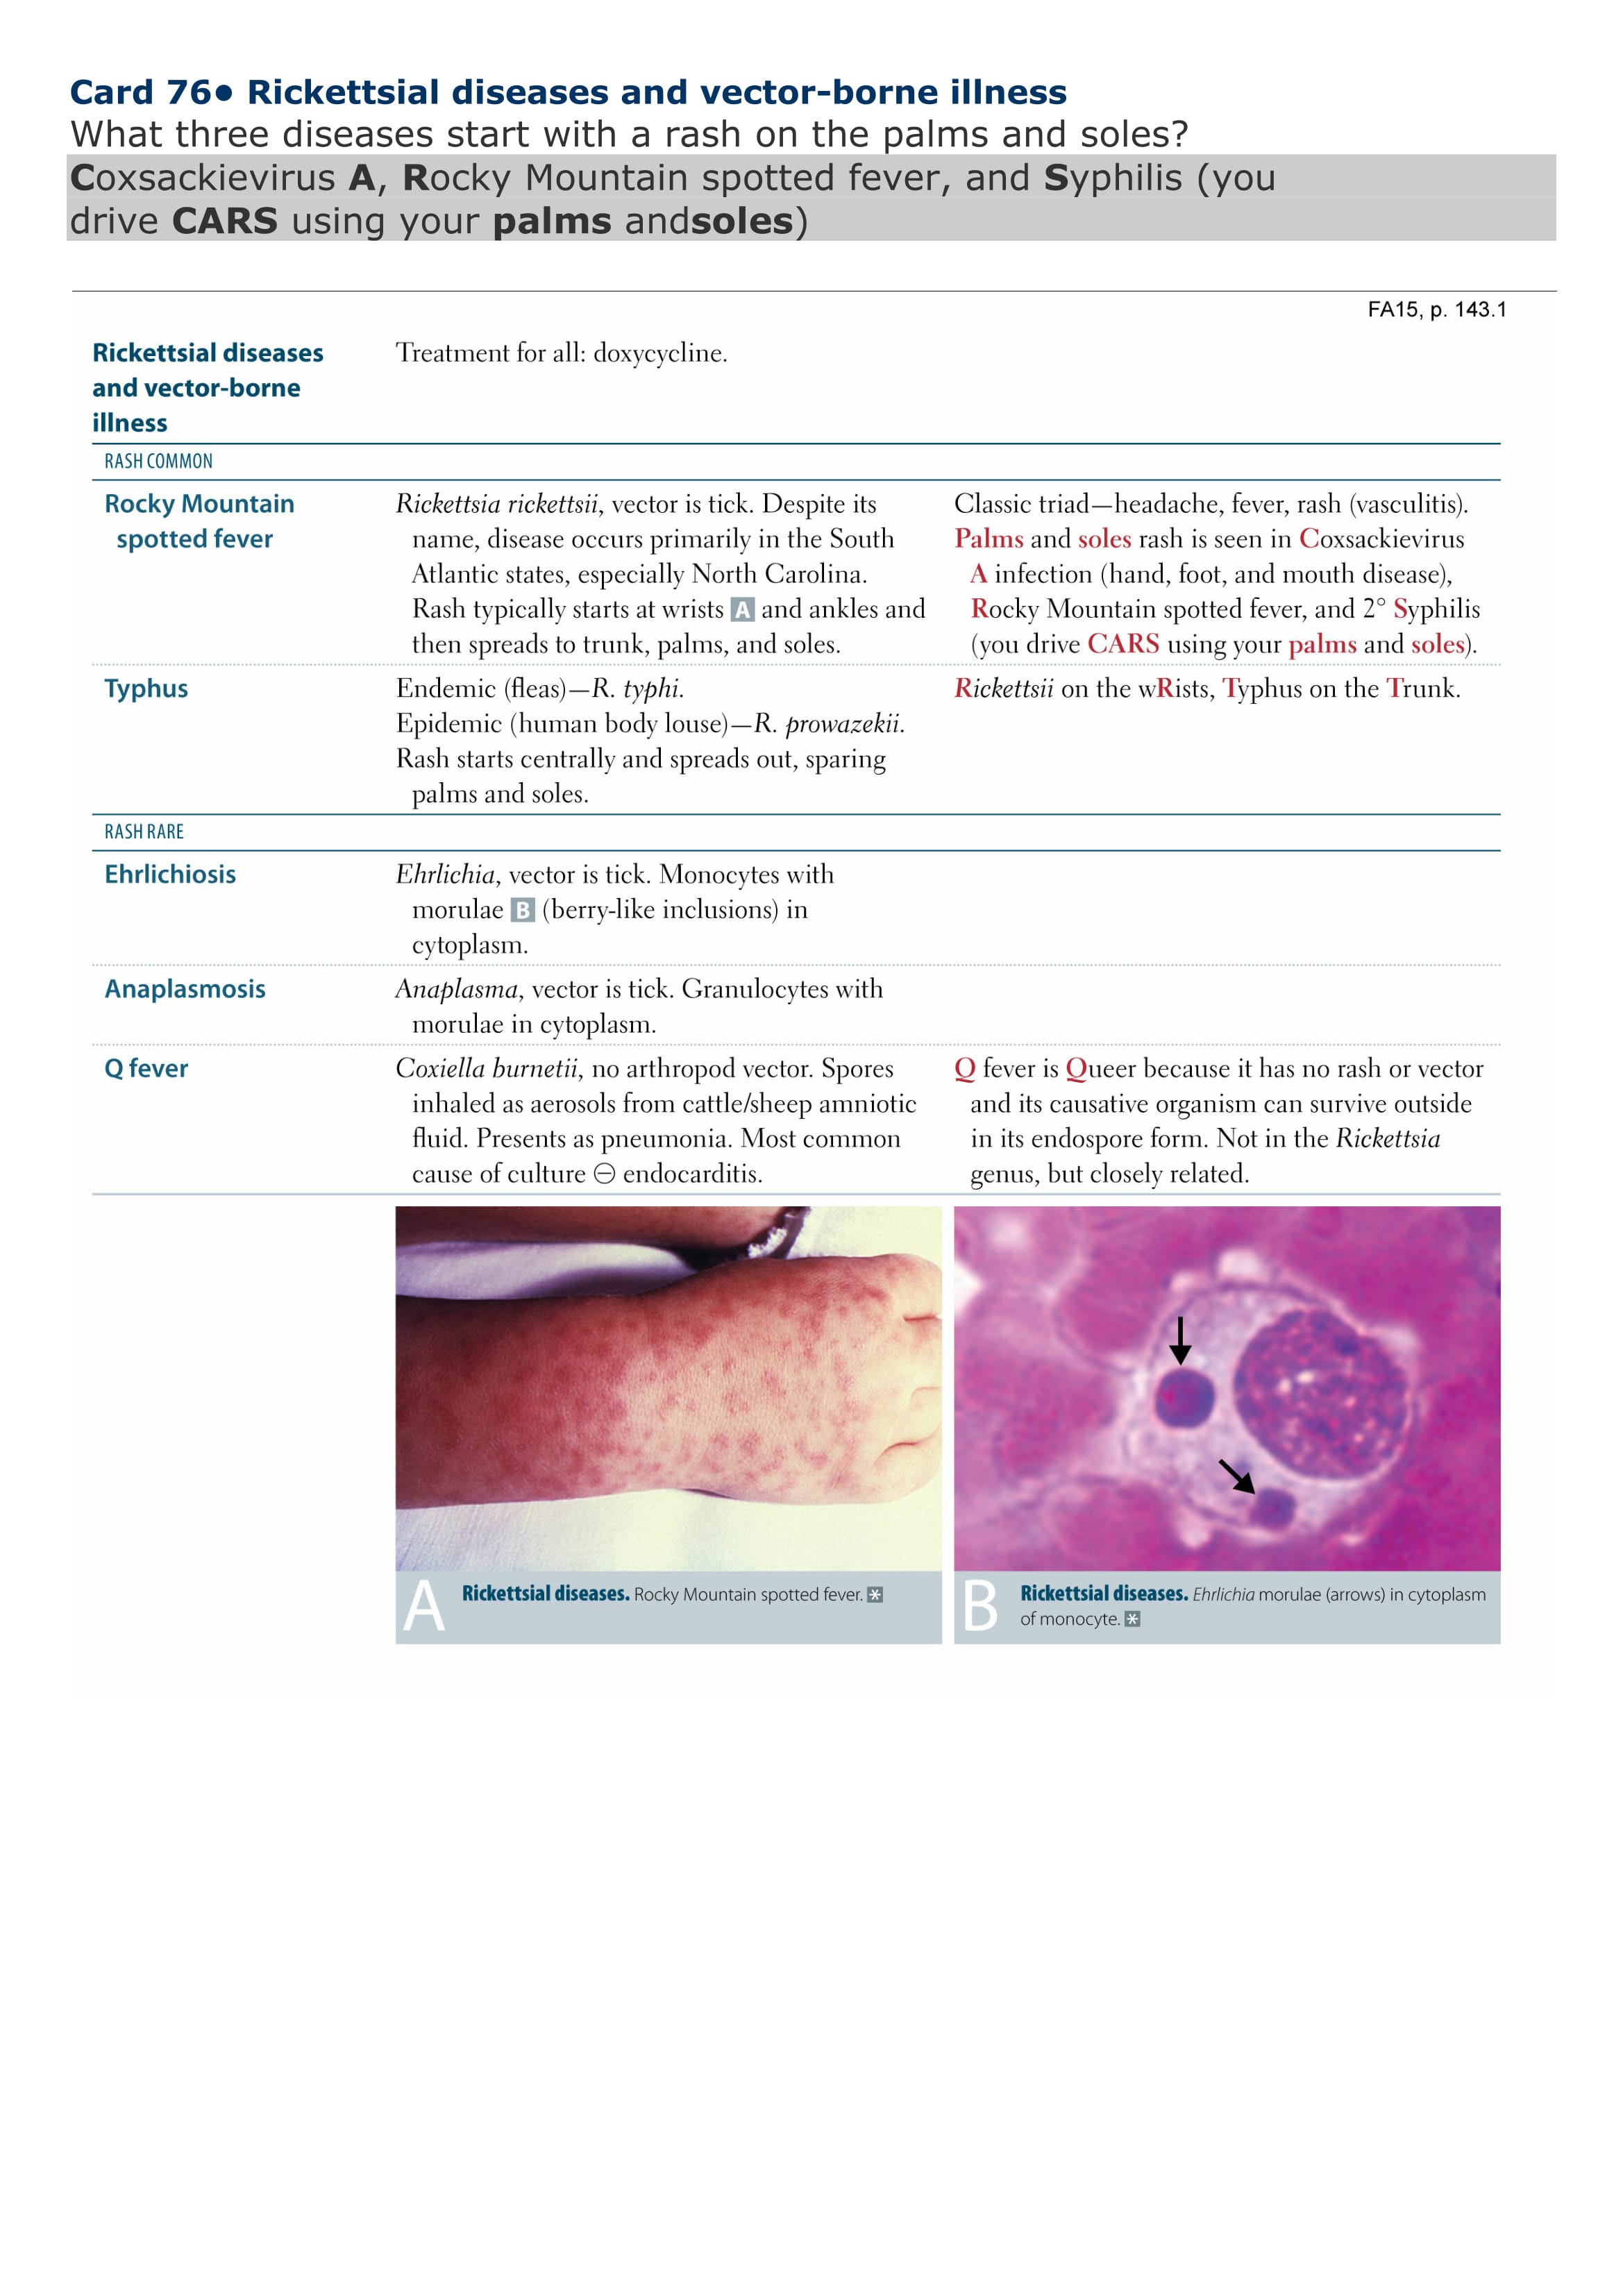 Card 76● Rickettsial diseases and vector-borne illness
What three diseases start with a rash on the palms and soles?
Coxsackievirus A, Rocky Mountain spotted fever, and Syphilis (you
drive CARS using your palms andsoles)
FA15, p. 143.1
Rickettsial diseases
and vector-borne
illness
Treatment for all: doxycycline.
RASH COMMON
Rocky Mountain
spotted fever
Rickettsia rickettsii, vector is tick. Despite its
name, disease occurs primarily in the South
Atlantic states, especially North Carolina.
Rash typically starts at wrists A and ankles and
then spreads to trunk, palms, and soles.
Classic triad—headache, fever, rash (vasculitis).
Palms and soles rash is seen in Coxsackievirus
A infection (hand, foot, and mouth disease),
Rocky Mountain spotted fever, and 2° Syphilis
(you drive CARS using your palms and soles).
Typhus
Endemic (fleas)—R. typhi.
Epidemic (human body louse)—R. prowazekii.
Rash starts centrally and spreads out, sparing
palms and soles.
Rickettsii on the wRists, Typhus on the Trunk.
RASH RARE
Ehrlichiosis
Ehrlichia, vector is tick. Monocytes with
morulae B (berry-like inclusions) in
cytoplasm.
Anaplasmosis
Anaplasma, vector is tick. Granulocytes with
morulae in cytoplasm.
Q fever
Coxiella burnetii, no arthropod vector. Spores
inhaled as aerosols from cattle/sheep amniotic
fluid. Presents as pneumonia. Most common
cause of culture ⊖ endocarditis.
Q fever is Queer because it has no rash or vector
and its causative organism can survive outside
in its endospore form. Not in the Rickettsia
genus, but closely related.
A Rickettsial diseases. Rocky Mountain spotted fever. *
B Rickettsial diseases. Ehrlichia morulae (arrows) in cytoplasm
of monocyte. *